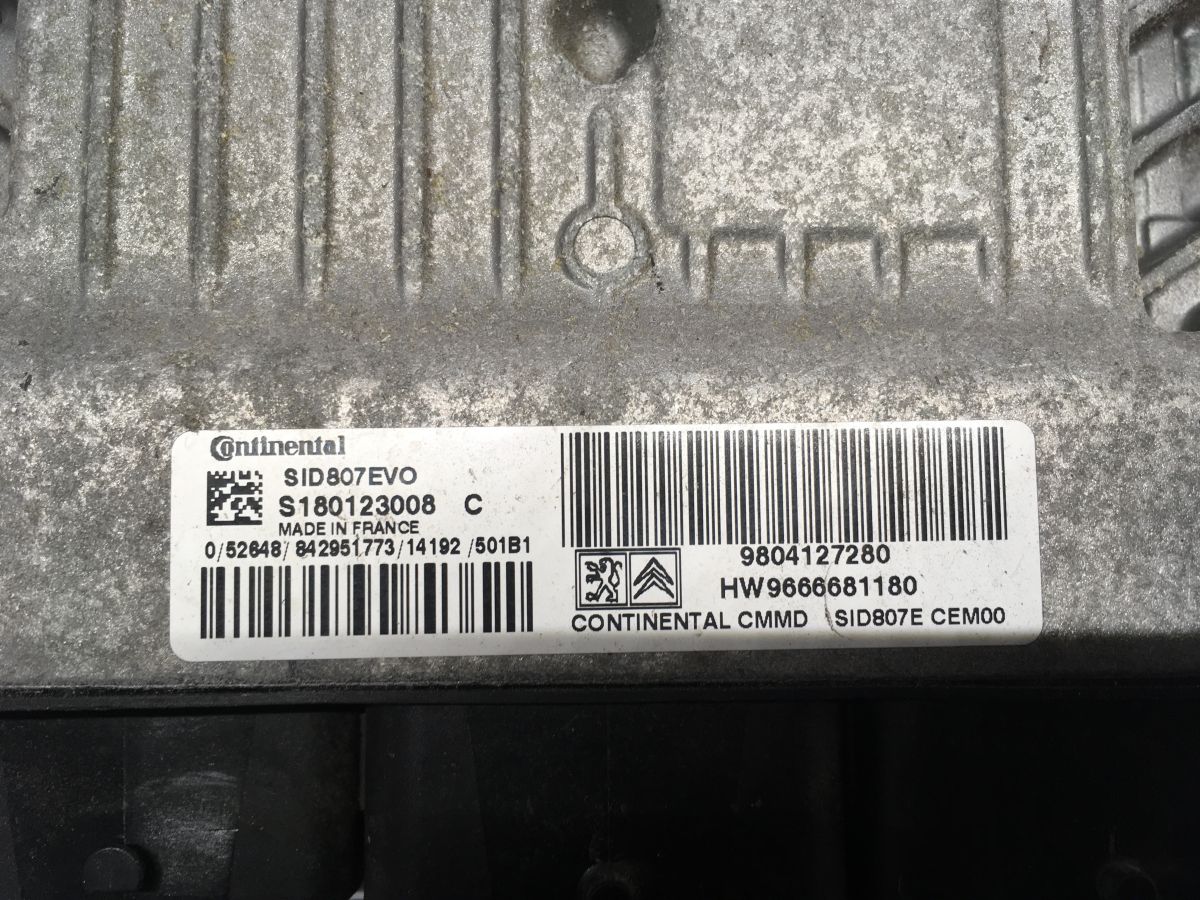 Continental
SID807EVO
S180123008 C
MADE IN FRANCE
0/52648/842951773/14192/501B1
9804127280
HW9666681180
CONTINENTAL CMMD SID807E CEM00